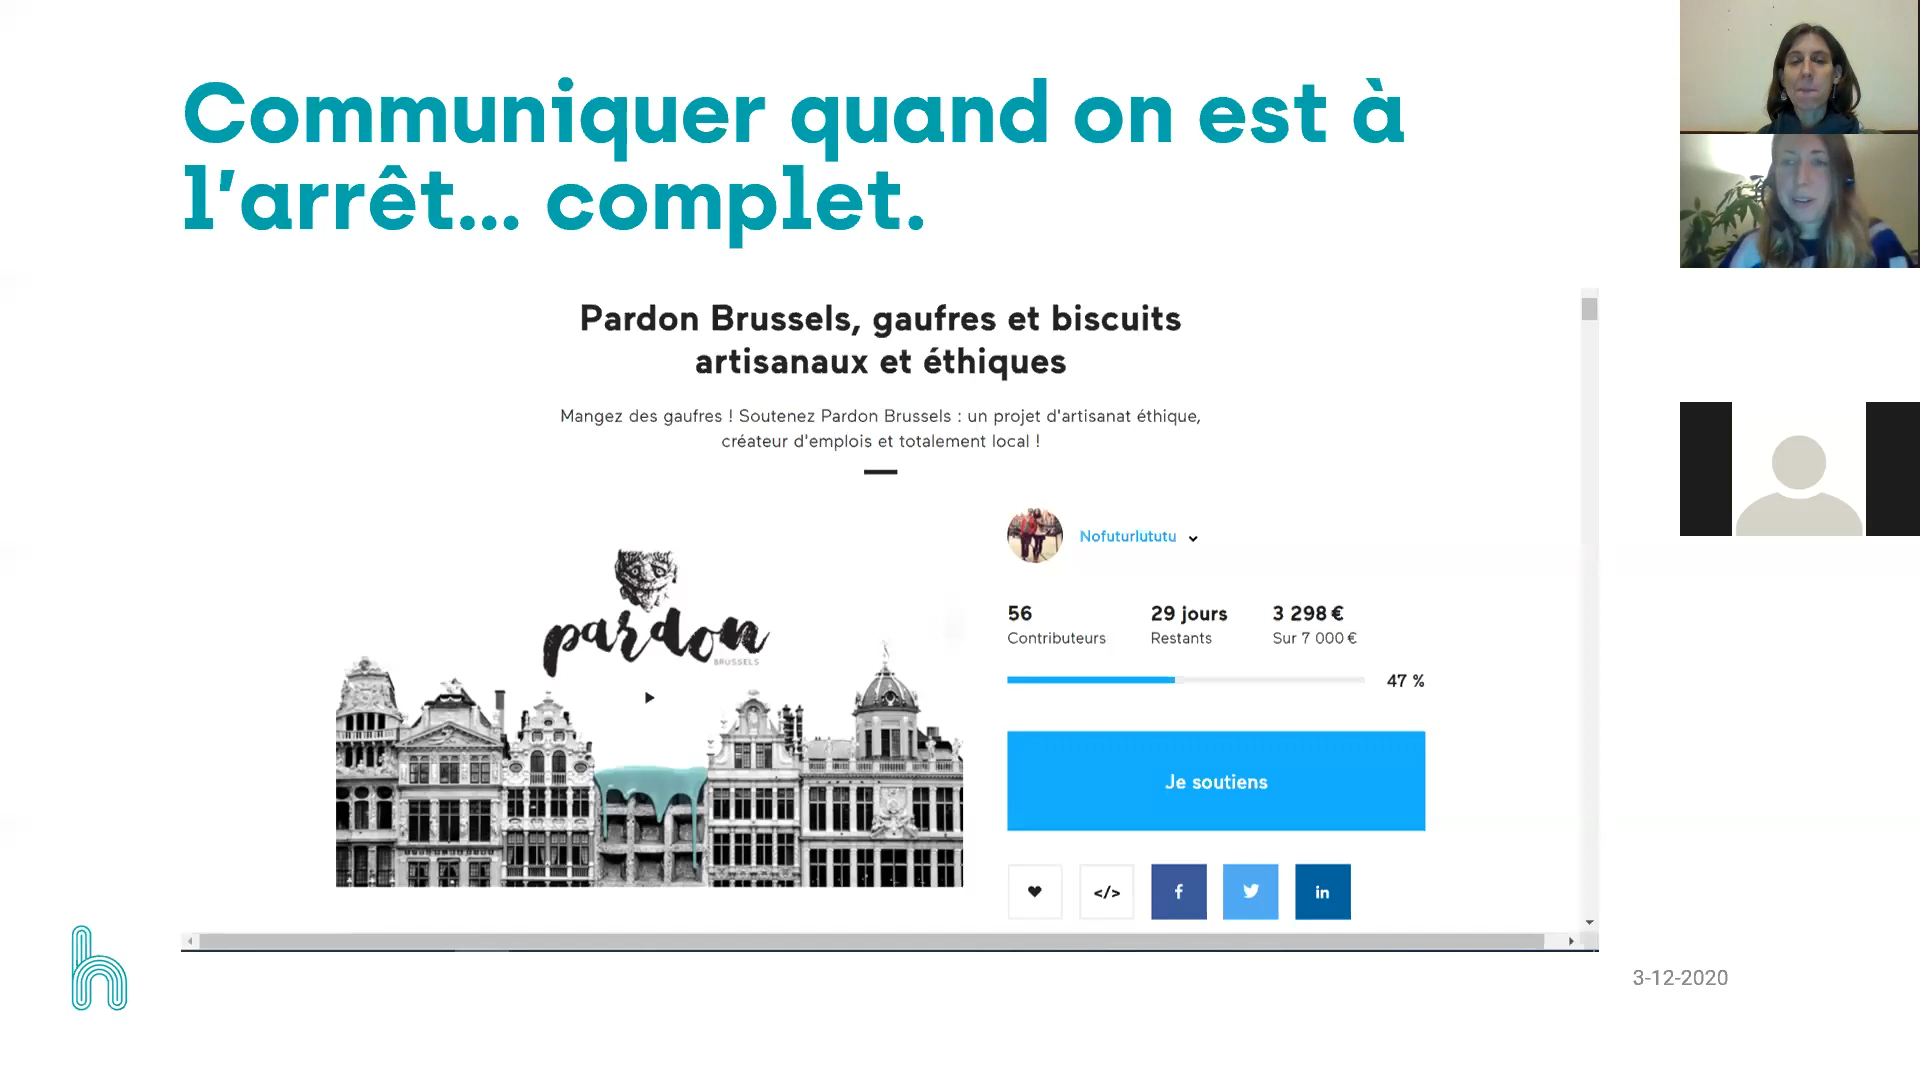 Communiquer quand on est à
l'arrêt... complet.
Pardon Brussels, gaufres et biscuits
artisanaux et éthiques
Mangez des gaufres ! Soutenez Pardon Brussels : un projet d'artisanat éthique,
créateur d'emplois et totalement local !
pardon
BRUSSELS
Nofuturlututu
56
Contributeurs
29 jours
Restants
3 298 €
Sur 7 000 €
47 %
Je soutiens
</>
f
in
h
3-12-2020